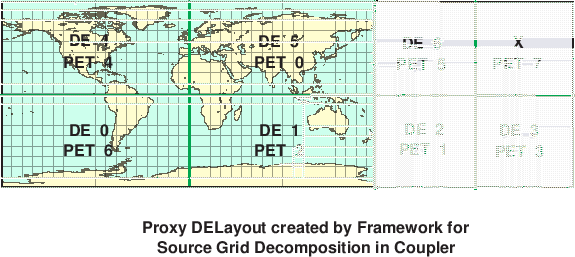 DE 4 DE 5 DE 6 X
PET 4 PET 0 PET 5 PET 7
DE 0 DE 1 DE 2 DE 3
PET 6 PET 2 PET 1 PET 3
Proxy DELayout created by Framework for
Source Grid Decomposition in Coupler